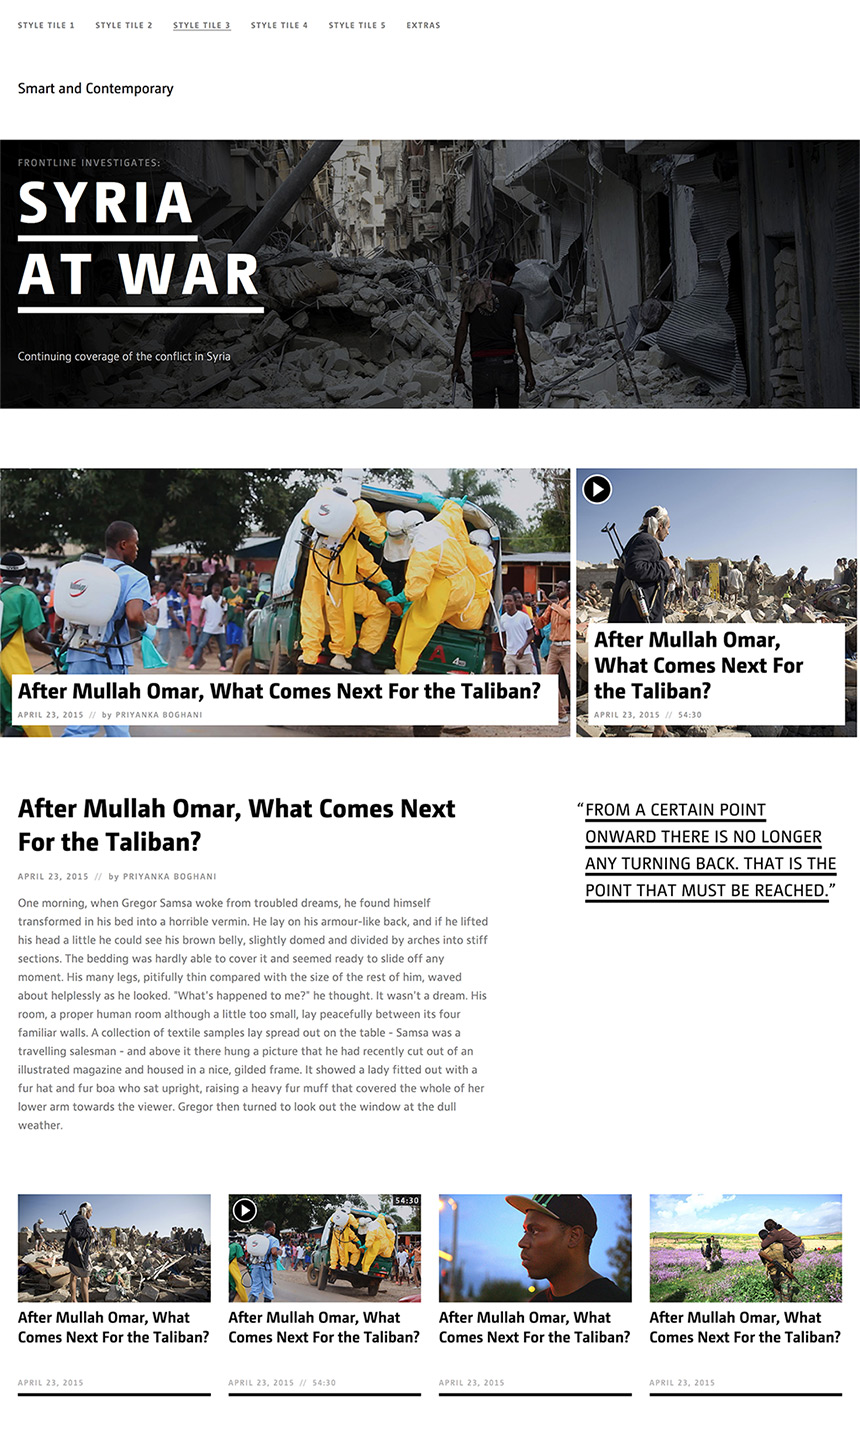 STYLE TILE 1 STYLE TILE 2 STYLE TILE 3 STYLE TILE 4 STYLE TILE 5 EXTRAS
Smart and Contemporary
FRONTLINE INVESTIGATES:
SYRIA
AT WAR
Continuing coverage of the conflict in Syria
After Mullah Omar, What Comes Next For the Taliban?
APRIL 23, 2015 // by PRIYANKA BOGHANI
After Mullah Omar,
What Comes Next For
the Taliban?
APRIL 23, 2015 // 54:30
After Mullah Omar, What Comes Next
For the Taliban?
APRIL 23, 2015 // by PRIYANKA BOGHANI
One morning, when Gregor Samsa woke from troubled dreams, he found himself
transformed in his bed into a horrible vermin. He lay on his armour-like back, and if he lifted
his head a little he could see his brown belly, slightly domed and divided by arches into stiff
sections. The bedding was hardly able to cover it and seemed ready to slide off any
moment. His many legs, pitifully thin compared with the size of the rest of him, waved
about helplessly as he looked. "What's happened to me?" he thought. It wasn't a dream. His
room, a proper human room although a little too small, lay peacefully between its four
familiar walls. A collection of textile samples lay spread out on the table - Samsa was a
travelling salesman - and above it there hung a picture that he had recently cut out of an
illustrated magazine and housed in a nice, gilded frame. It showed a lady fitted out with a
fur hat and fur boa who sat upright, raising a heavy fur muff that covered the whole of her
lower arm towards the viewer. Gregor then turned to look out the window at the dull
weather.
“FROM A CERTAIN POINT
ONWARD THERE IS NO LONGER
ANY TURNING BACK. THAT IS THE
POINT THAT MUST BE REACHED.”
After Mullah Omar, What
Comes Next For the Taliban?
APRIL 23, 2015
54:30
After Mullah Omar, What
Comes Next For the Taliban?
APRIL 23, 2015 // 54:30
After Mullah Omar, What
Comes Next For the Taliban?
APRIL 23, 2015
After Mullah Omar, What
Comes Next For the Taliban?
APRIL 23, 2015